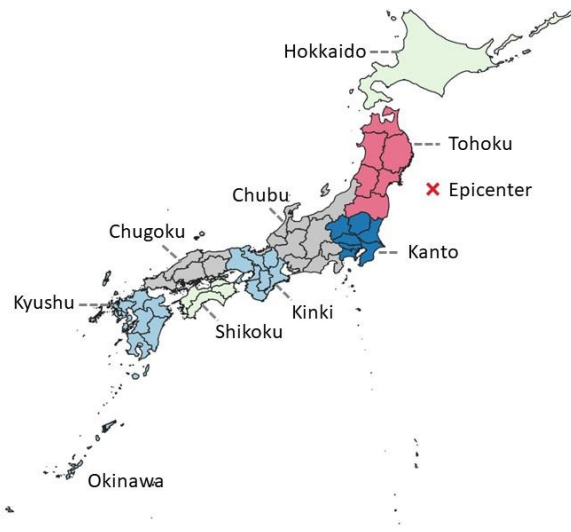 Hokkaido
Tohoku
Epicenter
Chubu
Chugoku
Kanto
Kyushu
Kinki
Shikoku
Okinawa